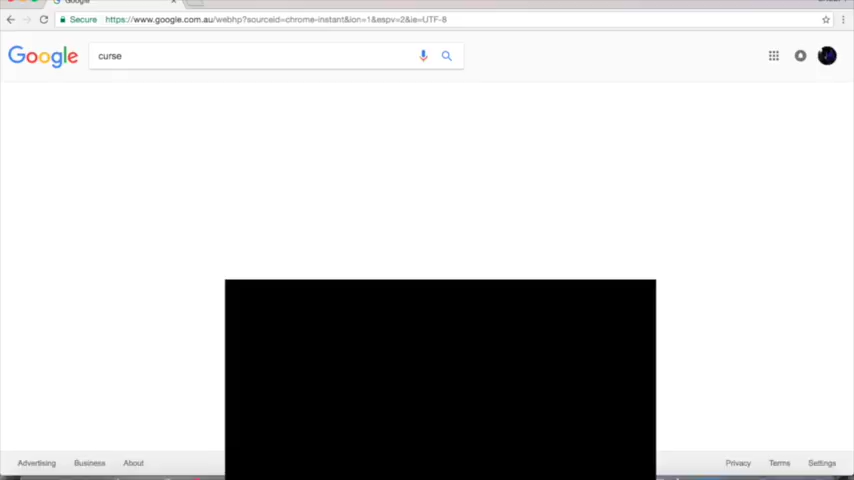 Google
Secure https://www.google.com.au/webhp?sourceid=chrome-instant&ion=1&espv=2&ie=UTF-8
Google curse
Advertising Business About Privacy Terms Settings